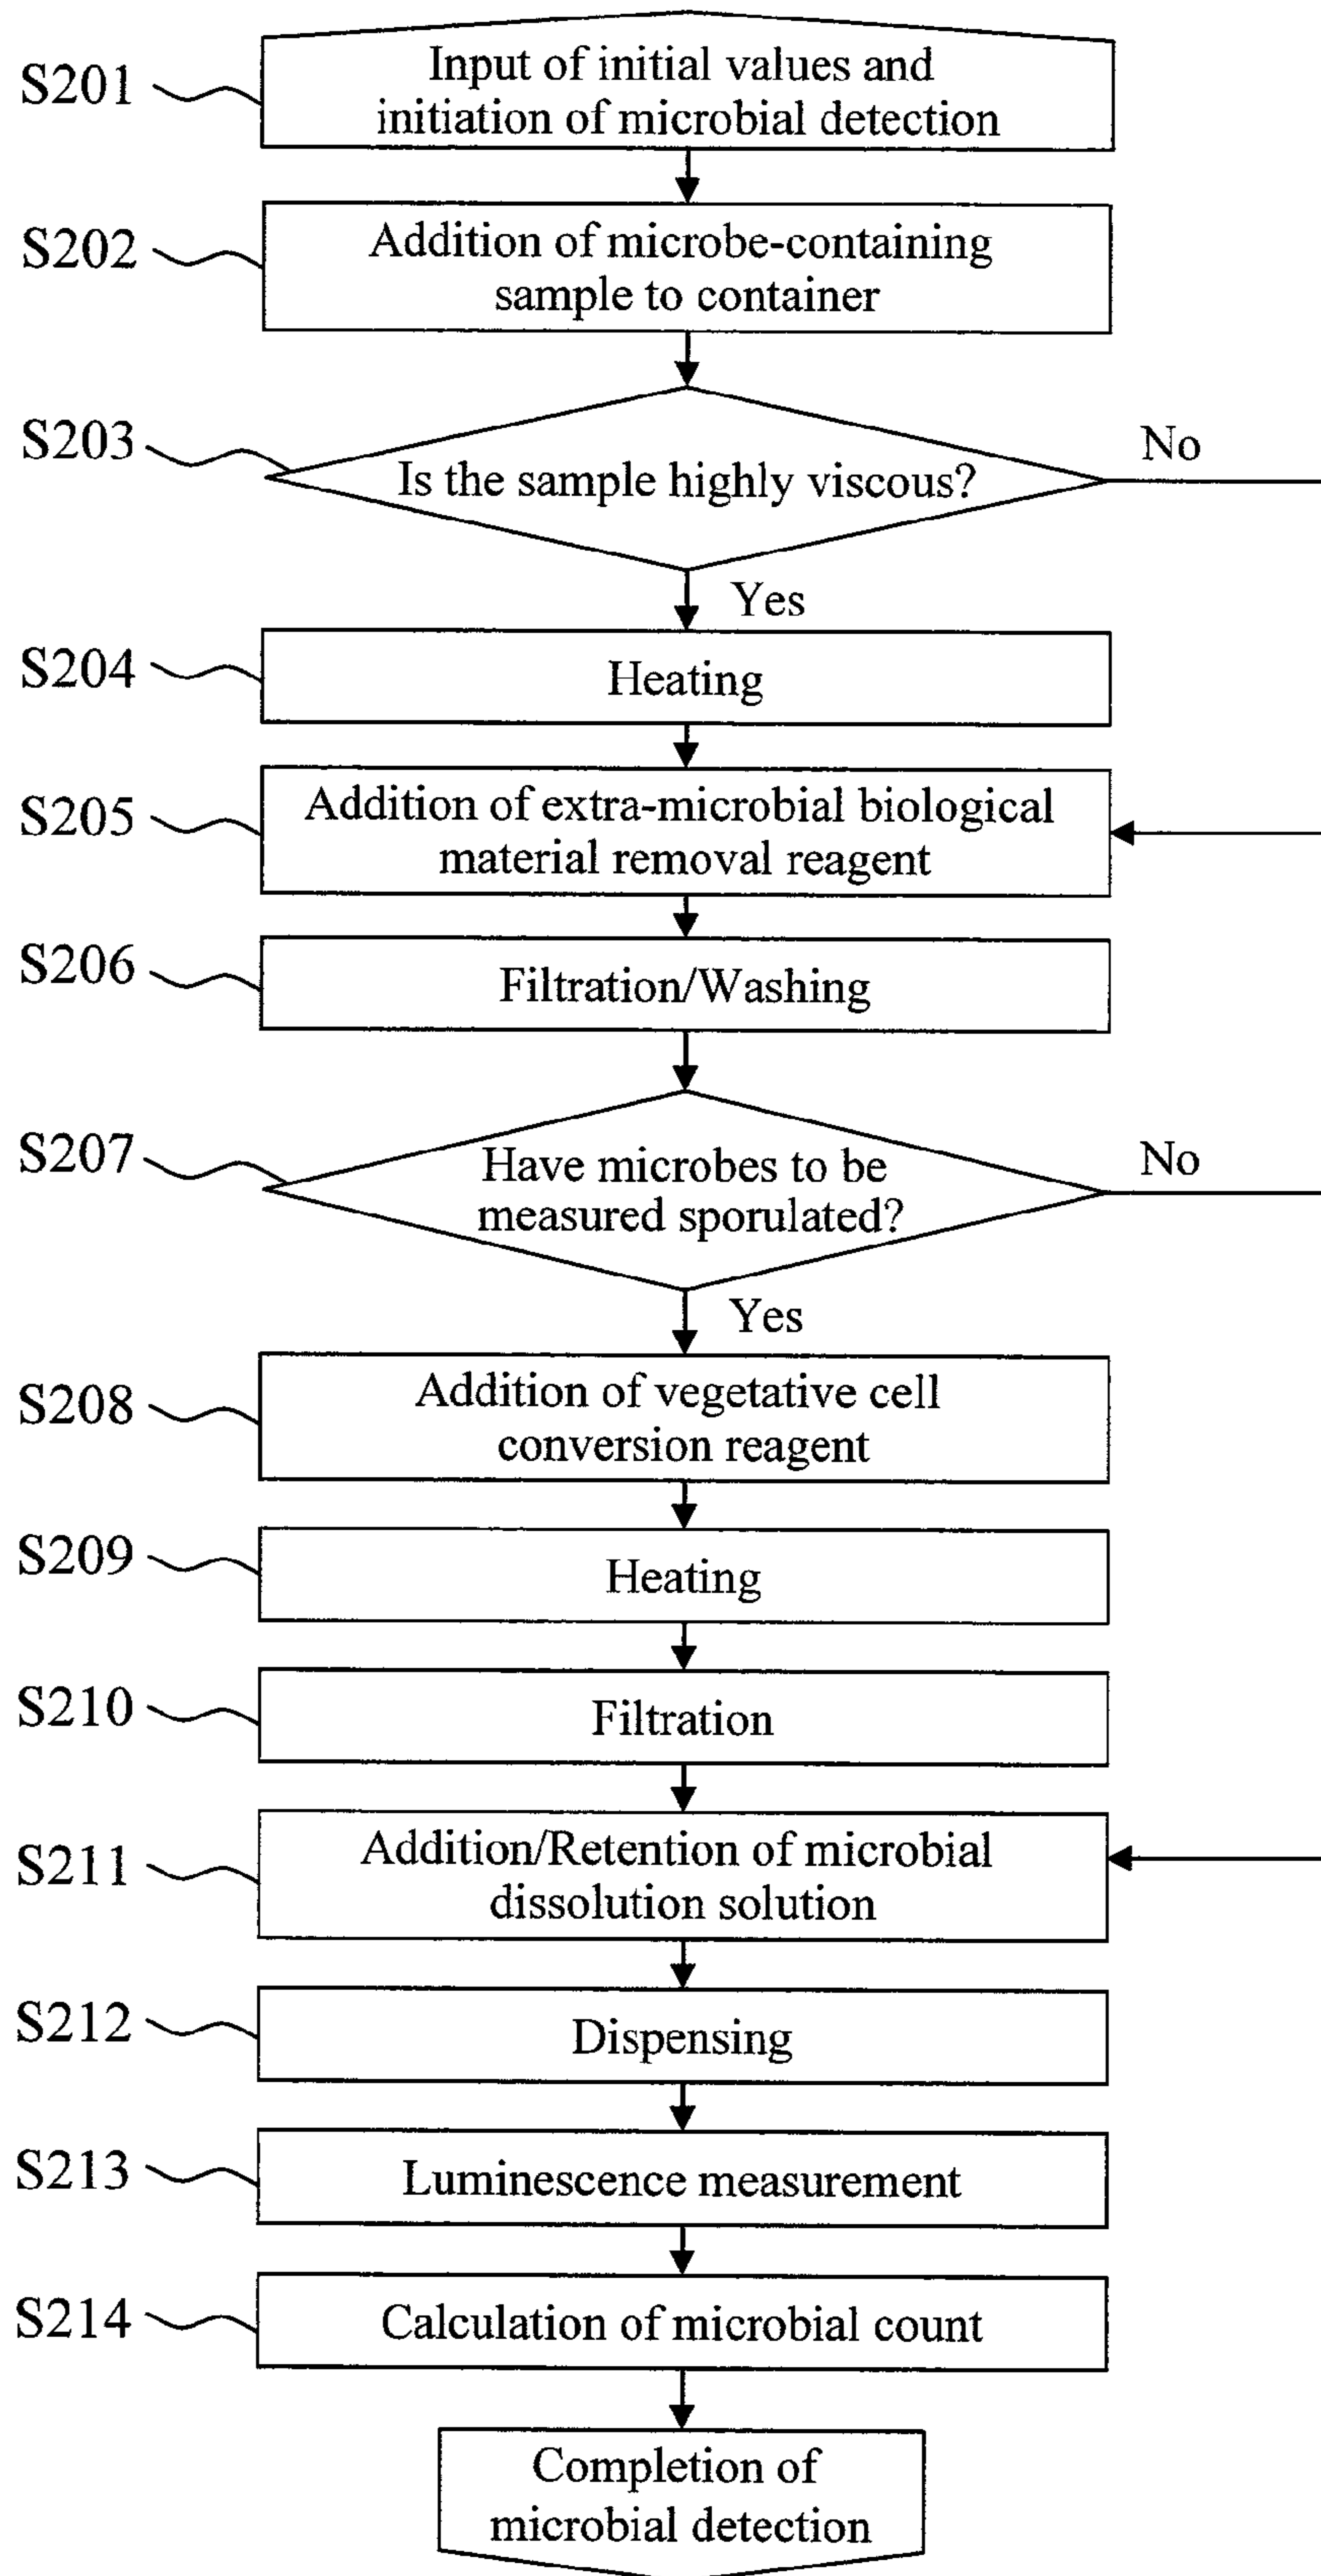 S201
Input of initial values and
initiation of microbial detection
S202
Addition of microbe-containing
sample to container
S203
Is the sample highly viscous?
No
Yes
S204
Heating
S205
Addition of extra-microbial biological
material removal reagent
S206
Filtration/Washing
S207
Have microbes to be
measured sporulated?
No
Yes
S208
Addition of vegetative cell
conversion reagent
S209
Heating
S210
Filtration
S211
Addition/Retention of microbial
dissolution solution
S212
Dispensing
S213
Luminescence measurement
S214
Calculation of microbial count
Completion of
microbial detection